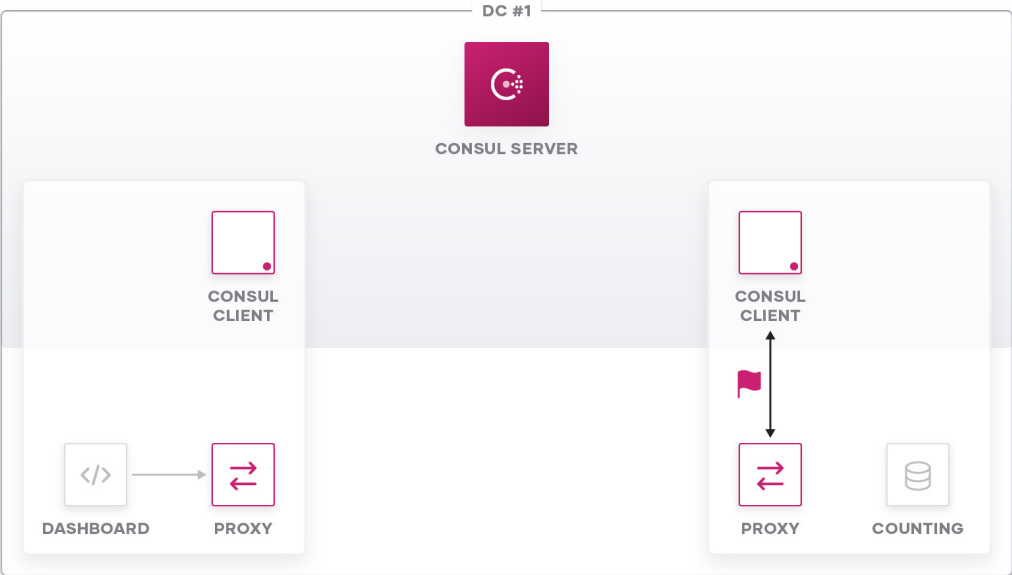 DC #1
CONSUL SERVER
CONSUL
CLIENT
CONSUL
CLIENT
DASHBOARD
PROXY
PROXY
COUNTING